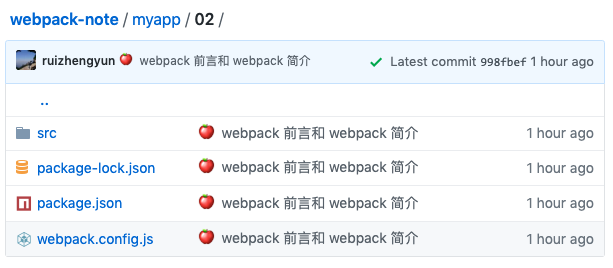 webpack-note / myapp / 02 /
ruizhengyun 🍎 webpack 前言和 webpack 简介 Latest commit 998fbef 1 hour ago
..
src 🍎 webpack 前言和 webpack 简介 1 hour ago
package-lock.json 🍎 webpack 前言和 webpack 简介 1 hour ago
package.json 🍎 webpack 前言和 webpack 简介 1 hour ago
webpack.config.js 🍎 webpack 前言和 webpack 简介 1 hour ago